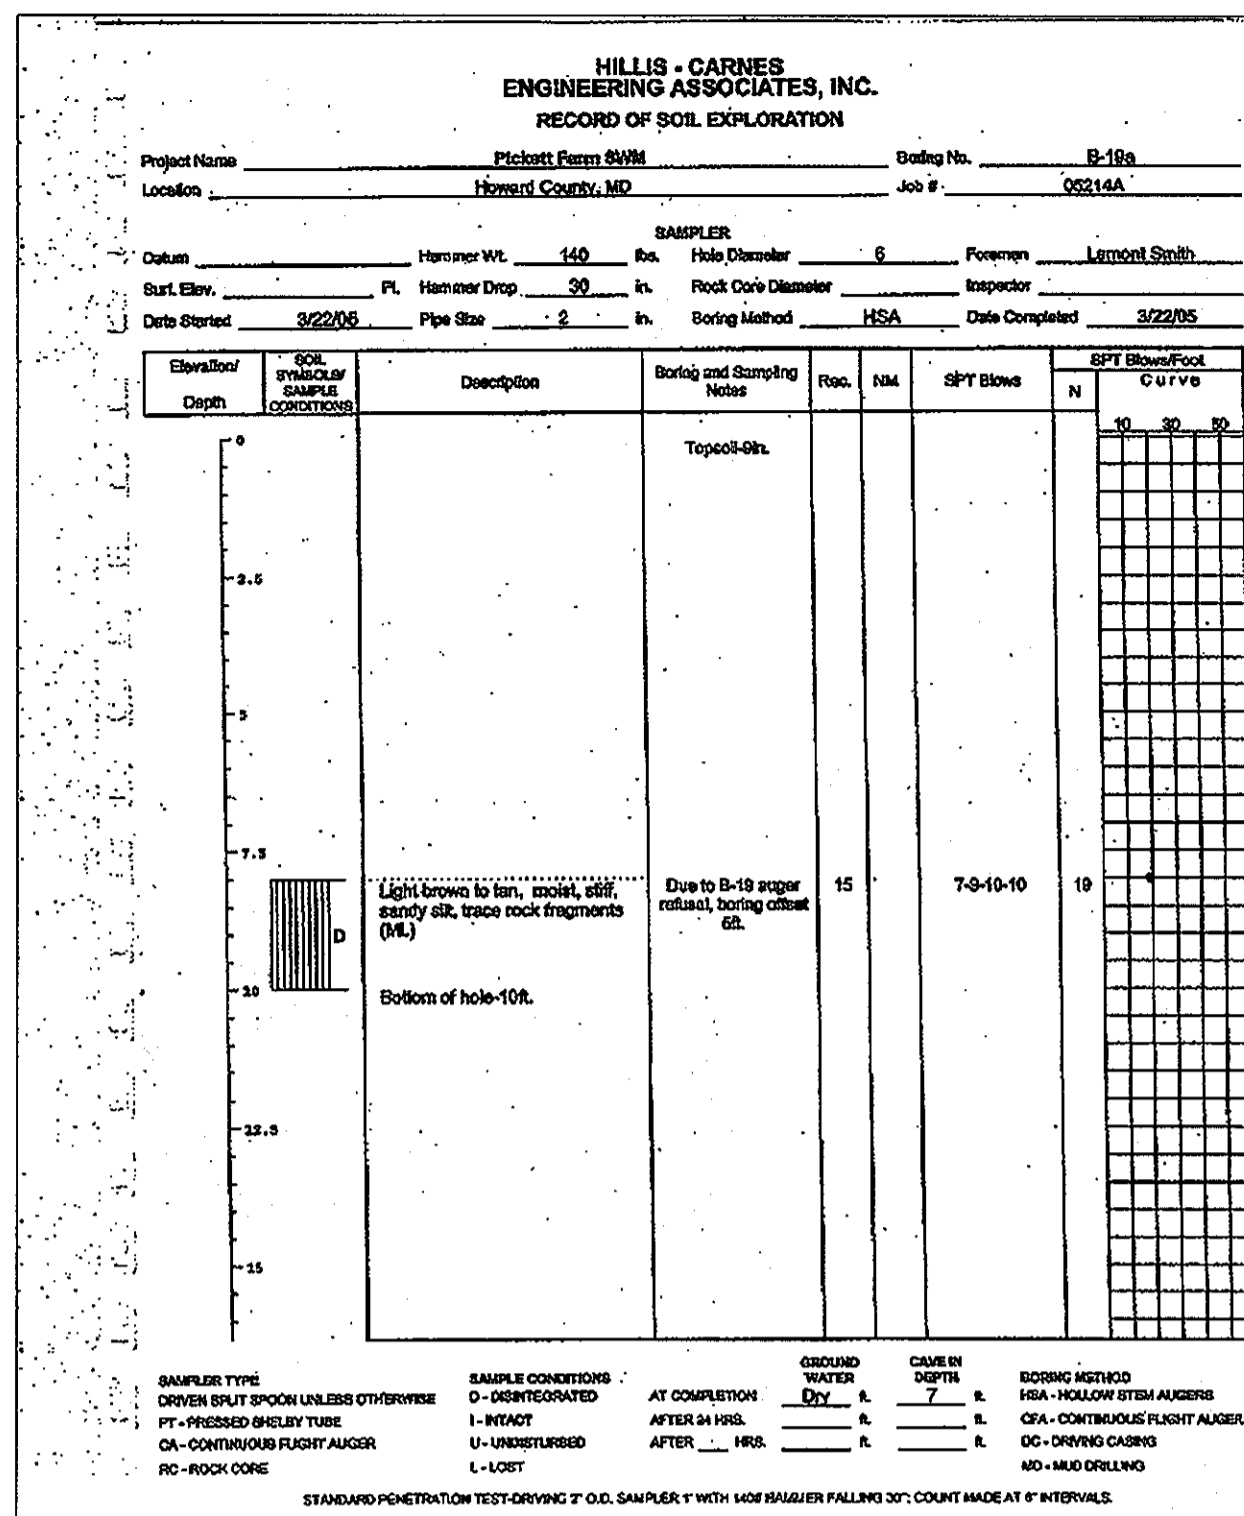 HILLIS - CARNES
ENGINEERING ASSOCIATES, INC.
RECORD OF SOIL EXPLORATION
Project Name Pickett Farm SWM Boring No. B-19a
Location Howard County, MD Job # 05214A
SAMPLER
Datum Hammer Wt. 140 lbs. Hole Diameter 6 Foreman Lamont Smith
Surf. Elev. Ft. Hammer Drop 30 in. Rock Core Diameter Inspector
Date Started 3/22/05 Pipe Size 2 in. Boring Method HSA Date Completed 3/22/05
Elevation/ Depth
SOIL SYMBOLS/ SAMPLE CONDITIONS
Description
Boring and Sampling Notes
Rec. NM SPT Blows
SPT Blows/Foot
N Curve
10 30 50
0
Topsoil-9in.
2.5
5
7.5
Light brown to tan, moist, stiff, Due to B-19 auger 15 7-9-10-10 19
sandy silt, trace rock fragments refusal, boring offset
(ML) 5ft.
D
10
Bottom of hole-10ft.
12.5
15
SAMPLER TYPE SAMPLE CONDITIONS GROUND WATER CAVE IN DEPTH BORING METHOD
DRIVEN SPLIT SPOON UNLESS OTHERWISE D - DISINTEGRATED AT COMPLETION Dry ft. 7 ft. HSA - HOLLOW STEM AUGERS
PT - PRESSED SHELBY TUBE I - INTACT AFTER 24 HRS. ft. ft. CFA - CONTINUOUS FLIGHT AUGER
CA - CONTINUOUS FLIGHT AUGER U - UNDISTURBED AFTER HRS. ft. ft. DC - DRIVING CASING
RC - ROCK CORE L - LOST MD - MUD DRILLING
STANDARD PENETRATION TEST-DRIVING 2" O.D. SAMPLER 1' WITH 140# HAMMER FALLING 30"; COUNT MADE AT 6" INTERVALS.